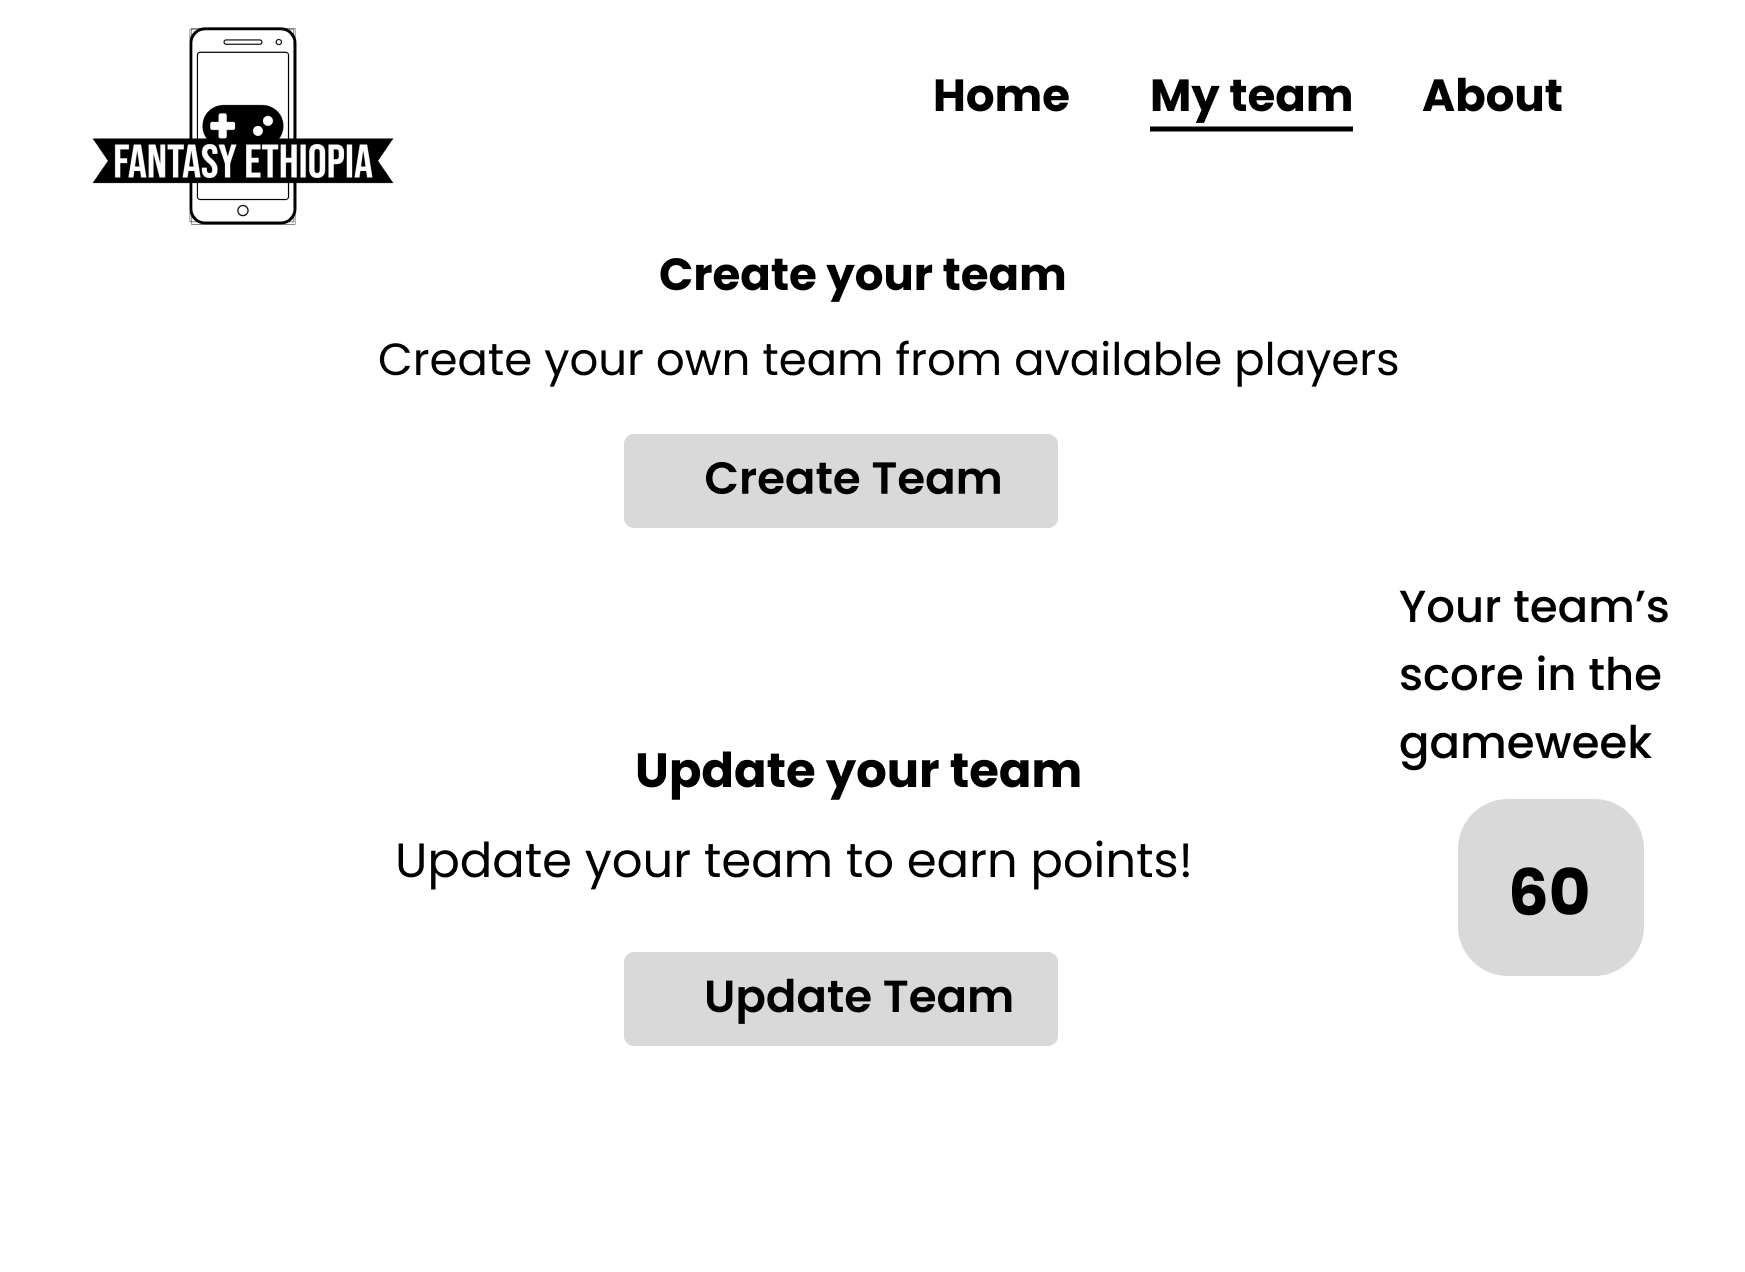 FANTASY ETHIOPIA
Home My team About
Create your team
Create your own team from available players
Create Team
Your team’s
score in the
gameweek
60
Update your team
Update your team to earn points!
Update Team